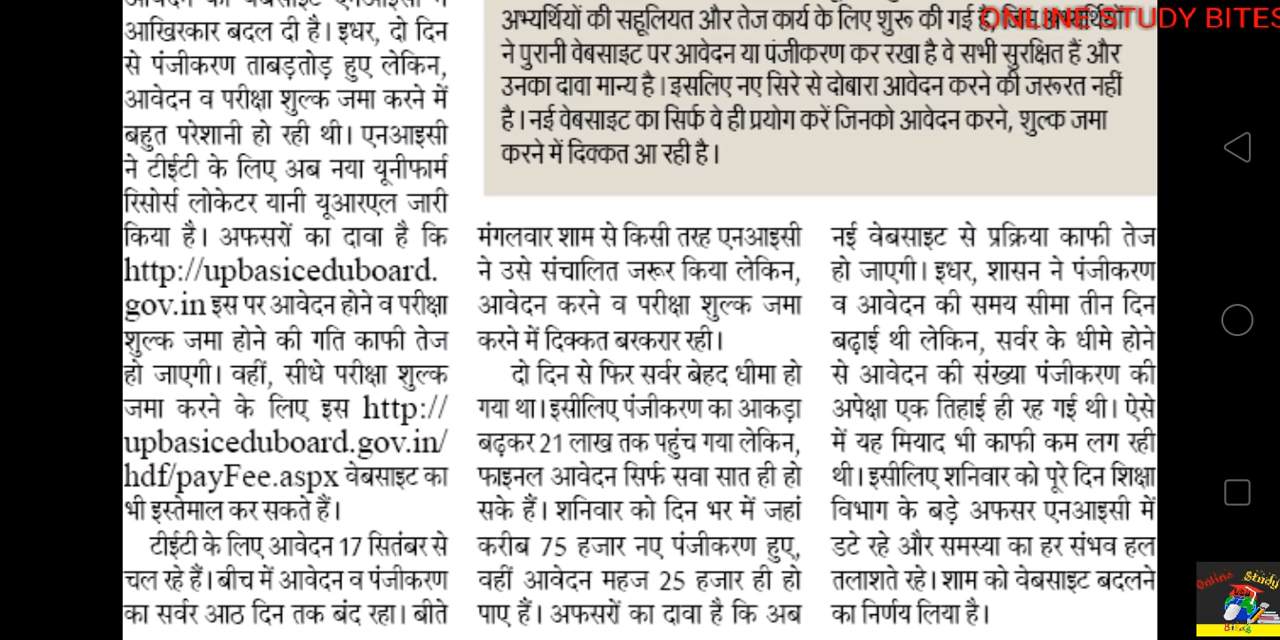 आखिरकार बदल दी है। इधर, दो दिन
से पंजीकरण ताबड़तोड़ हुए लेकिन,
आवेदन व परीक्षा शुल्क जमा करने में
बहुत परेशानी हो रही थी। एनआइसी
ने टीईटी के लिए अब नया यूनीफार्म
रिसोर्स लोकेटर यानी यूआरएल जारी
किया है। अफसरों का दावा है कि
http://upbasiceduboard.
gov.in इस पर आवेदन होने व परीक्षा
शुल्क जमा होने की गति काफी तेज
हो जाएगी। वहीं, सीधे परीक्षा शुल्क
जमा करने के लिए इस http://
upbasiceduboard.gov.in/
hdf/payFee.aspx वेबसाइट का
भी इस्तेमाल कर सकते हैं।
टीईटी के लिए आवेदन 17 सितंबर से
चल रहे हैं। बीच में आवेदन व पंजीकरण
का सर्वर आठ दिन तक बंद रहा। बीते
अभ्यर्थियों की सहूलियत और तेज कार्य के लिए शुरू की गई है,
ONLINE STUDY BITES
ने पुरानी वेबसाइट पर आवेदन या पंजीकरण कर रखा है वे सभी सुरक्षित हैं और
उनका दावा मान्य है। इसलिए नए सिरे से दोबारा आवेदन करने की जरूरत नहीं
है। नई वेबसाइट का सिर्फ वे ही प्रयोग करें जिनको आवेदन करने, शुल्क जमा
करने में दिक्कत आ रही है।
मंगलवार शाम से किसी तरह एनआइसी
ने उसे संचालित जरूर किया लेकिन,
आवेदन करने व परीक्षा शुल्क जमा
करने में दिक्कत बरकरार रही।
दो दिन से फिर सर्वर बेहद धीमा हो
गया था। इसीलिए पंजीकरण का आकड़ा
बढ़कर 21 लाख तक पहुंच गया लेकिन,
फाइनल आवेदन सिर्फ सवा सात ही हो
सके हैं। शनिवार को दिन भर में जहां
करीब 75 हजार नए पंजीकरण हुए,
वहीं आवेदन महज 25 हजार ही हो
पाए हैं। अफसरों का दावा है कि अब
नई वेबसाइट से प्रक्रिया काफी तेज
हो जाएगी। इधर, शासन ने पंजीकरण
व आवेदन की समय सीमा तीन दिन
बढ़ाई थी लेकिन, सर्वर के धीमे होने
से आवेदन की संख्या पंजीकरण की
अपेक्षा एक तिहाई ही रह गई थी। ऐसे
में यह मियाद भी काफी कम लग रही
थी। इसीलिए शनिवार को पूरे दिन शिक्षा
विभाग के बड़े अफसर एनआइसी में
डटे रहे और समस्या का हर संभव हल
तलाशते रहे। शाम को वेबसाइट बदलने
का निर्णय लिया है।
Online Study
Bites